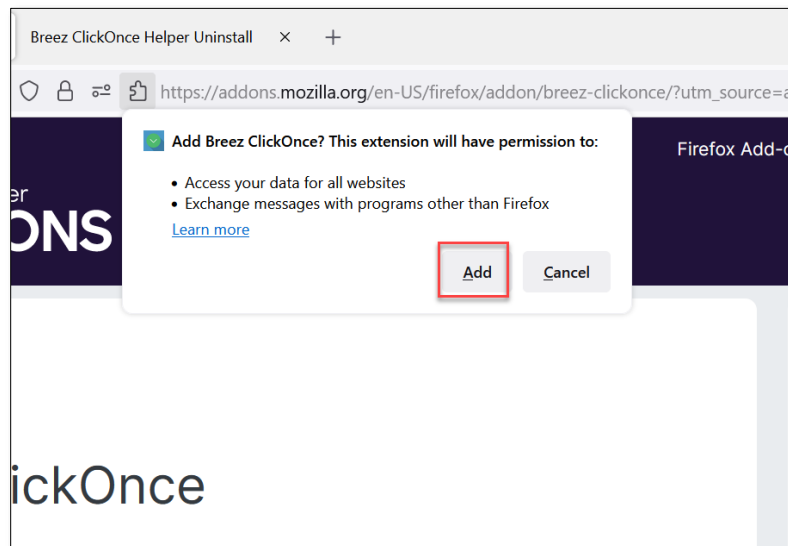 Breez ClickOnce Helper Uninstall
https://addons.mozilla.org/en-US/firefox/addon/breez-clickonce/?utm_source=a
Add Breez ClickOnce? This extension will have permission to:
Firefox Add-o
• Access your data for all websites
• Exchange messages with programs other than Firefox
er
ONS
Learn more
Add Cancel
ickOnce